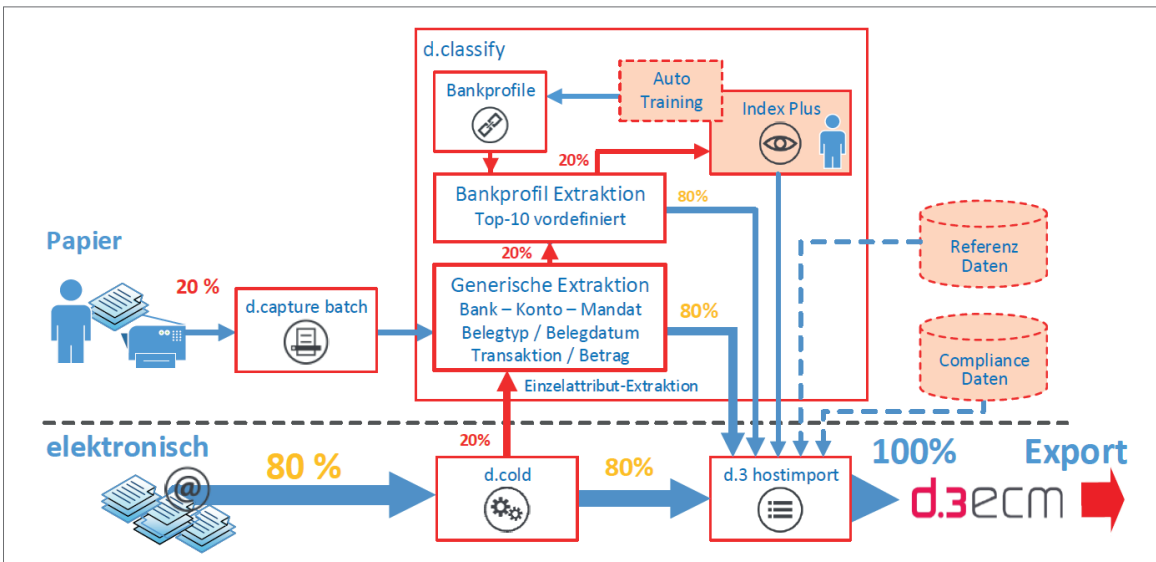 d.classify
Bankprofile
Auto
Training
Index Plus
20%
Bankprofil Extraktion
Top-10 vordefiniert
80%
20%
Papier
20 %
d.capture batch
Generische Extraktion
Bank – Konto – Mandat
Belegtyp / Belegdatum
Transaktion / Betrag
80%
Einzelattribut-Extraktion
Referenz
Daten
Compliance
Daten
elektronisch
80 %
@
20%
d.cold
80%
d.3 hostimport
100%
Export
d.3ecm